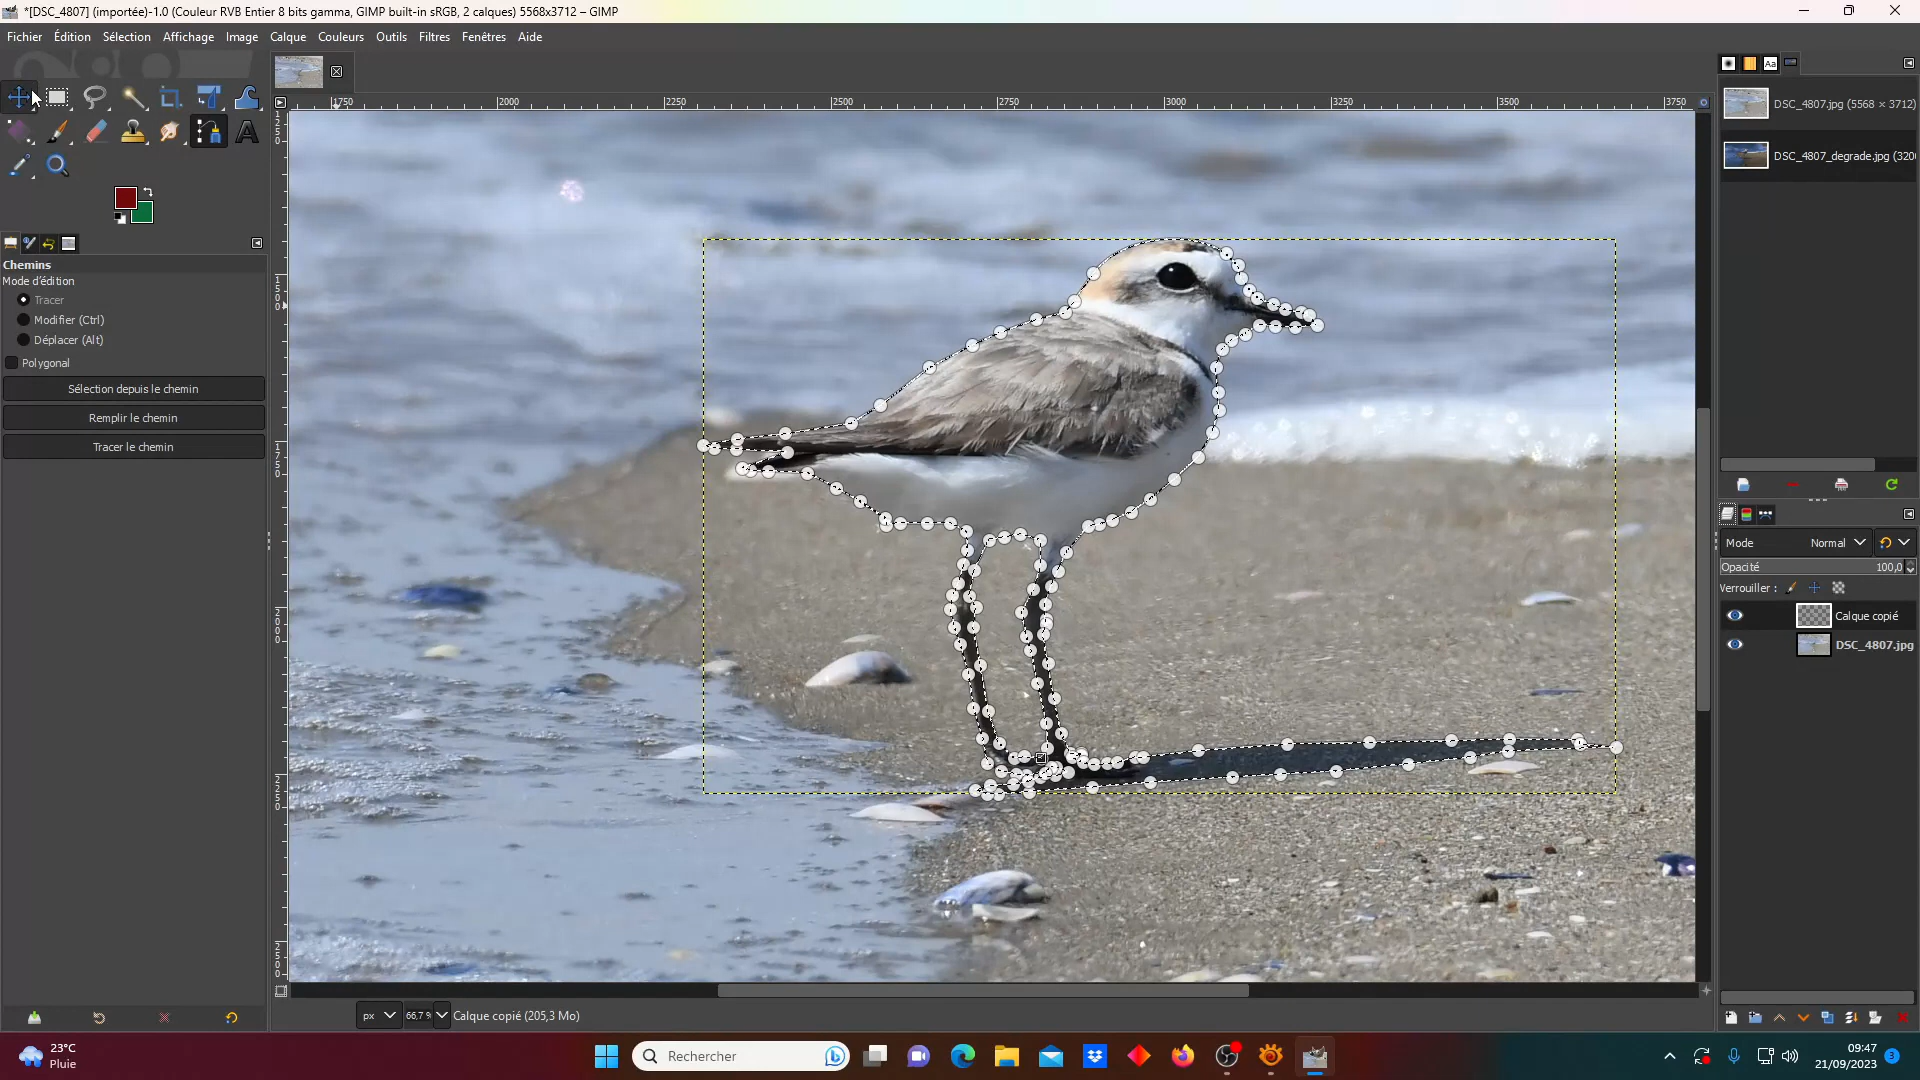 *[DSC_4807] (importée)-1.0 (Couleur RVB Entier 8 bits gamma, GIMP built-in sRGB, 2 calques) 5568x3712 – GIMP
Fichier Édition Sélection Affichage Image Calque Couleurs Outils Filtres Fenêtres Aide
1750 2000 2250 2500 2750 3000 3250 3500 3750
DSC_4807.jpg (5568 × 3712)
DSC_4807_degrade.jpg (320
Chemins
Mode d’édition
Tracer
Modifier (Ctrl)
Déplacer (Alt)
Polygonal
Sélection depuis le chemin
Remplir le chemin
Tracer le chemin
Mode Normal
Opacité 100,0
Verrouiller :
Calque copié
DSC_4807.jpg
px 66,7 % Calque copié (205,3 Mo)
23°C
Pluie
Rechercher
09:47
21/09/2023
3